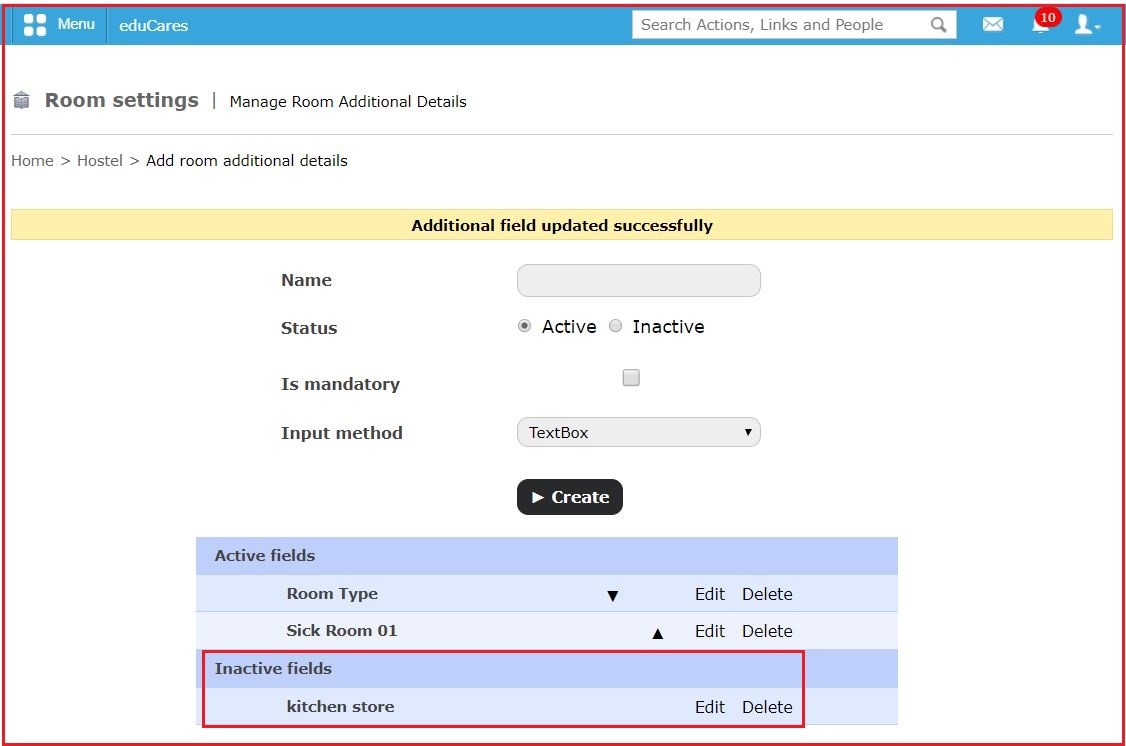 Menu educares Search Actions, Links and People 10
Room settings | Manage Room Additional Details
Home > Hostel > Add room additional details
Additional field updated successfully
Name
Status Active Inactive
Is mandatory
Input method TextBox
Create
Active fields
Room Type Edit Delete
Sick Room 01 Edit Delete
Inactive fields
kitchen store Edit Delete